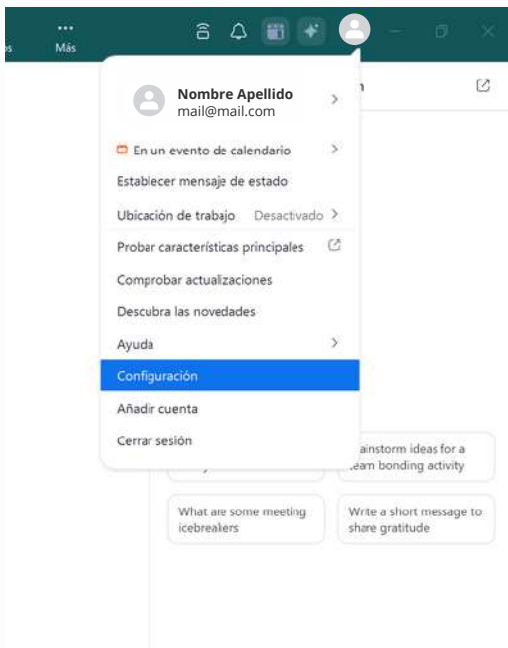 Más
Nombre Apellido
mail@mail.com
En un evento de calendario
Establecer mensaje de estado
Ubicación de trabajo Desactivado
Probar características principales
Comprobar actualizaciones
Descubra las novedades
Ayuda
Configuración
Añadir cuenta
Cerrar sesión
ideas for a
bonding activity
What are some meeting
icebreakers
Write a short message to
share gratitude